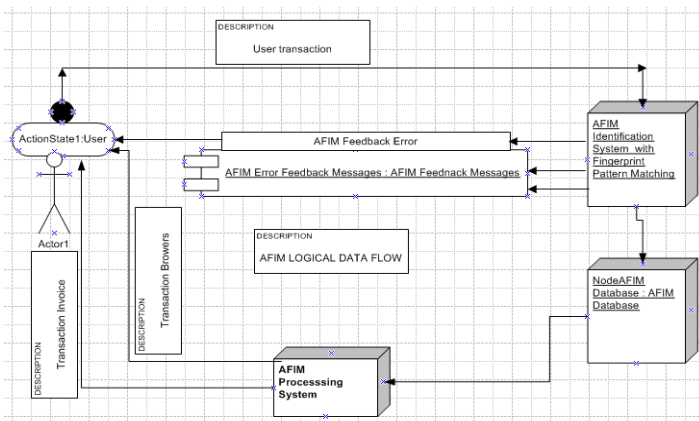 DESCRIPTION
User transaction
ActionState1:User
AFIM Feedback Error
AFIM Error Feedback Messages : AFIM Feednack Messages
AFIM
Identification
System with
Fingerprint
Pattern Matching
Actor1
DESCRIPTION
Transaction Browers
DESCRIPTION
AFIM LOGICAL DATA FLOW
DESCRIPTION
Transaction Invoice
NodeAFIM
Database : AFIM
Database
AFIM
Processsing
System